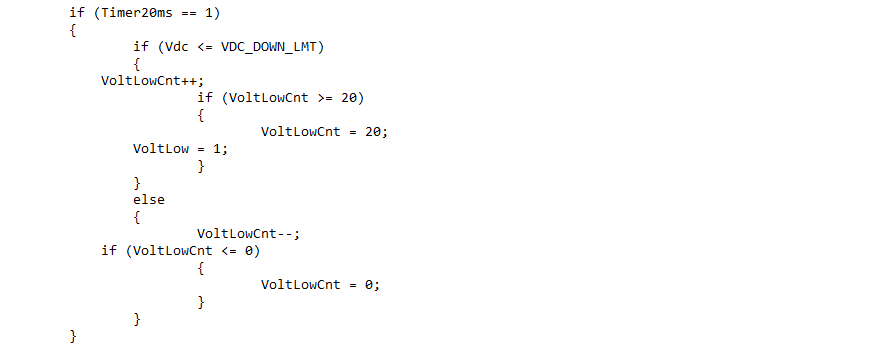 if (Timer20ms == 1)
{
if (Vdc <= VDC_DOWN_LMT)
{
VoltLowCnt++;
if (VoltLowCnt >= 20)
{
VoltLowCnt = 20;
VoltLow = 1;
}
}
else
{
VoltLowCnt--;
if (VoltLowCnt <= 0)
{
VoltLowCnt = 0;
}
}
}